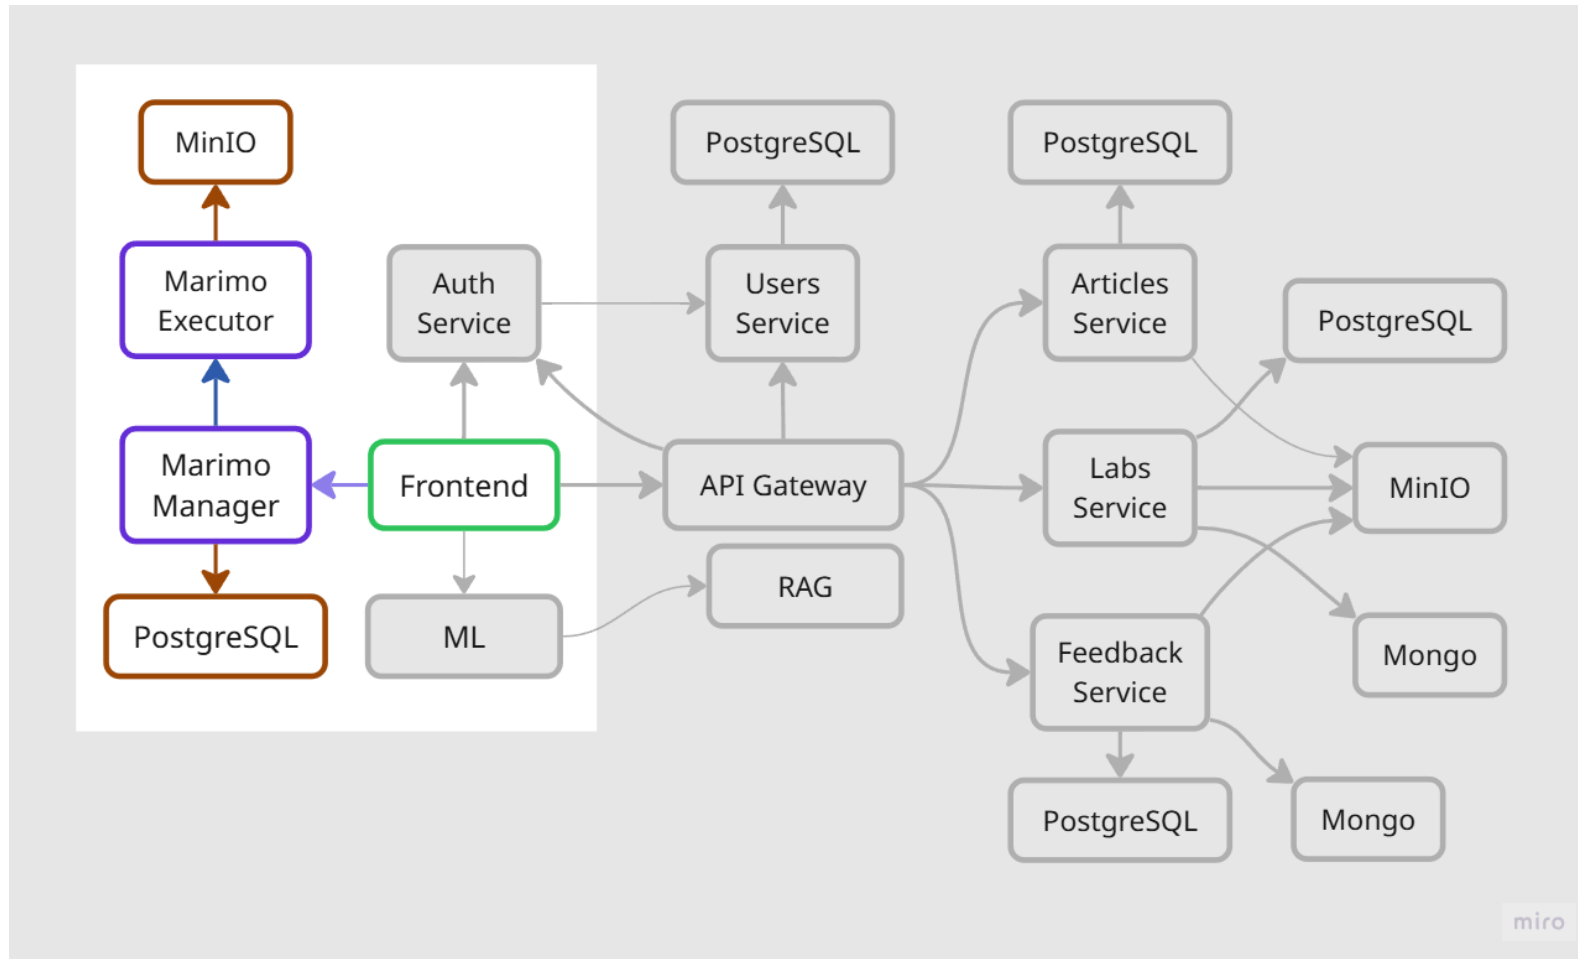 MinIO
PostgreSQL
PostgreSQL
Marimo
Executor
Auth
Service
Users
Service
Articles
Service
PostgreSQL
Marimo
Manager
Frontend
API Gateway
Labs
Service
MinIO
PostgreSQL
ML
RAG
Feedback
Service
Mongo
PostgreSQL
Mongo
miro